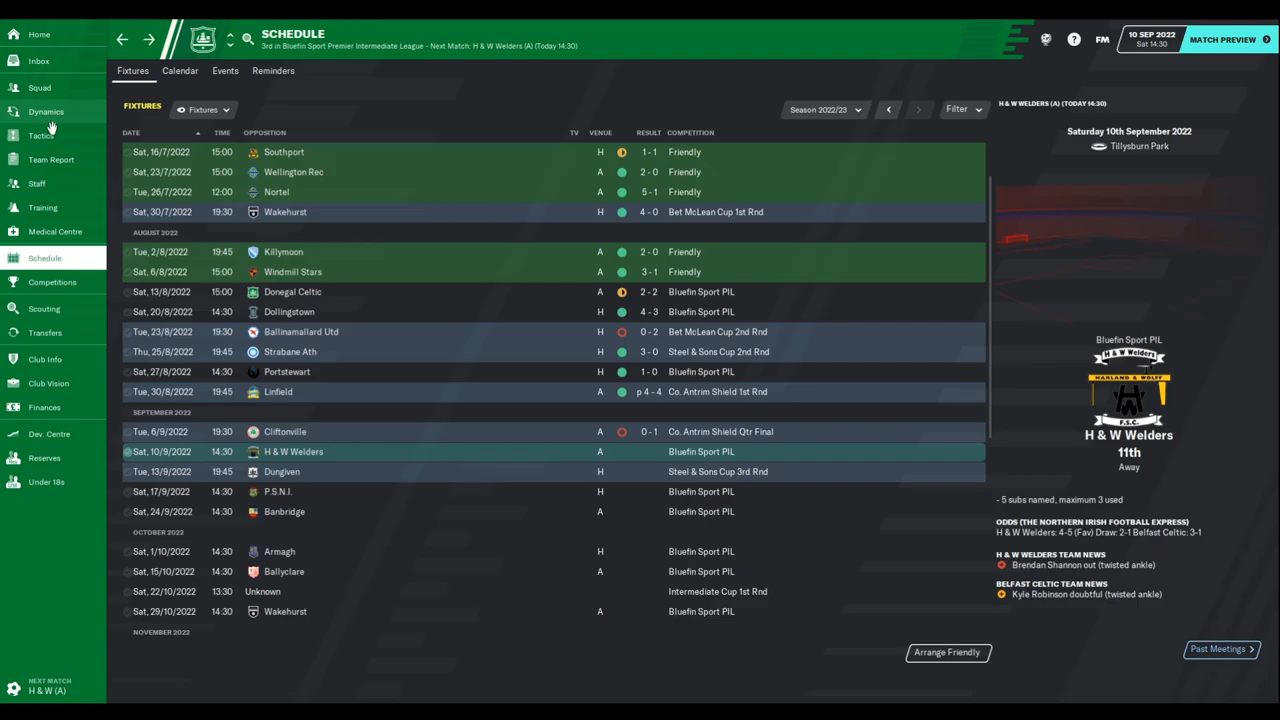 Home
SCHEDULE
3rd in Bluefin Sport Premier Intermediate League - Next Match: H & W Welders (A) (Today 14:30)
FM
10 SEP 2022
Sat 14:30
MATCH PREVIEW
Inbox
Squad
Dynamics
Tactics
Team Report
Staff
Training
Medical Centre
Schedule
Competitions
Scouting
Transfers
Club Info
Club Vision
Finances
Dev. Centre
Reserves
Under 18s
NEXT MATCH
H & W (A)
Fixtures Calendar Events Reminders
FIXTURES Fixtures Season 2022/23 Filter
DATE TIME OPPOSITION TV VENUE RESULT COMPETITION
Sat, 16/7/2022 15:00 Southport H 1 - 1 Friendly
Sat, 23/7/2022 15:00 Wellington Rec A 2 - 0 Friendly
Tue, 26/7/2022 12:00 Nortel A 5 - 1 Friendly
Sat, 30/7/2022 19:30 Wakehurst H 4 - 0 Bet McLean Cup 1st Rnd
AUGUST 2022
Tue, 2/8/2022 19:45 Killymoon A 2 - 0 Friendly
Sat, 6/8/2022 15:00 Windmill Stars A 3 - 1 Friendly
Sat, 13/8/2022 15:00 Donegal Celtic A 2 - 2 Bluefin Sport PIL
Sat, 20/8/2022 14:30 Dollingstown H 4 - 3 Bluefin Sport PIL
Tue, 23/8/2022 19:30 Ballinamallard Utd H 0 - 2 Bet McLean Cup 2nd Rnd
Thu, 25/8/2022 19:45 Strabane Ath H 3 - 0 Steel & Sons Cup 2nd Rnd
Sat, 27/8/2022 14:30 Portstewart H 1 - 0 Bluefin Sport PIL
Tue, 30/8/2022 19:45 Linfield A p 4 - 4 Co. Antrim Shield 1st Rnd
SEPTEMBER 2022
Tue, 6/9/2022 19:30 Cliftonville A 0 - 1 Co. Antrim Shield Qtr Final
Sat, 10/9/2022 14:30 H & W Welders A Bluefin Sport PIL
Tue, 13/9/2022 19:45 Dungiven H Steel & Sons Cup 3rd Rnd
Sat, 17/9/2022 14:30 P.S.N.I. H Bluefin Sport PIL
Sat, 24/9/2022 14:30 Banbridge A Bluefin Sport PIL
OCTOBER 2022
Sat, 1/10/2022 14:30 Armagh H Bluefin Sport PIL
Sat, 15/10/2022 14:30 Ballyclare A Bluefin Sport PIL
Sat, 22/10/2022 13:30 Unknown Intermediate Cup 1st Rnd
Sat, 29/10/2022 14:30 Wakehurst A Bluefin Sport PIL
NOVEMBER 2022
Arrange Friendly
H & W WELDERS (A) (TODAY 14:30)
Saturday 10th September 2022
Tillysburn Park
Bluefin Sport PIL
H & W Welders
HARLAND & WOLFF
F.S.C.
H & W Welders
11th
Away
- 5 subs named, maximum 3 used
ODDS (THE NORTHERN IRISH FOOTBALL EXPRESS)
H & W Welders: 4-5 (Fav) Draw: 2-1 Belfast Celtic: 3-1
H & W WELDERS TEAM NEWS
Brendan Shannon out (twisted ankle)
BELFAST CELTIC TEAM NEWS
Kyle Robinson doubtful (twisted ankle)
Past Meetings